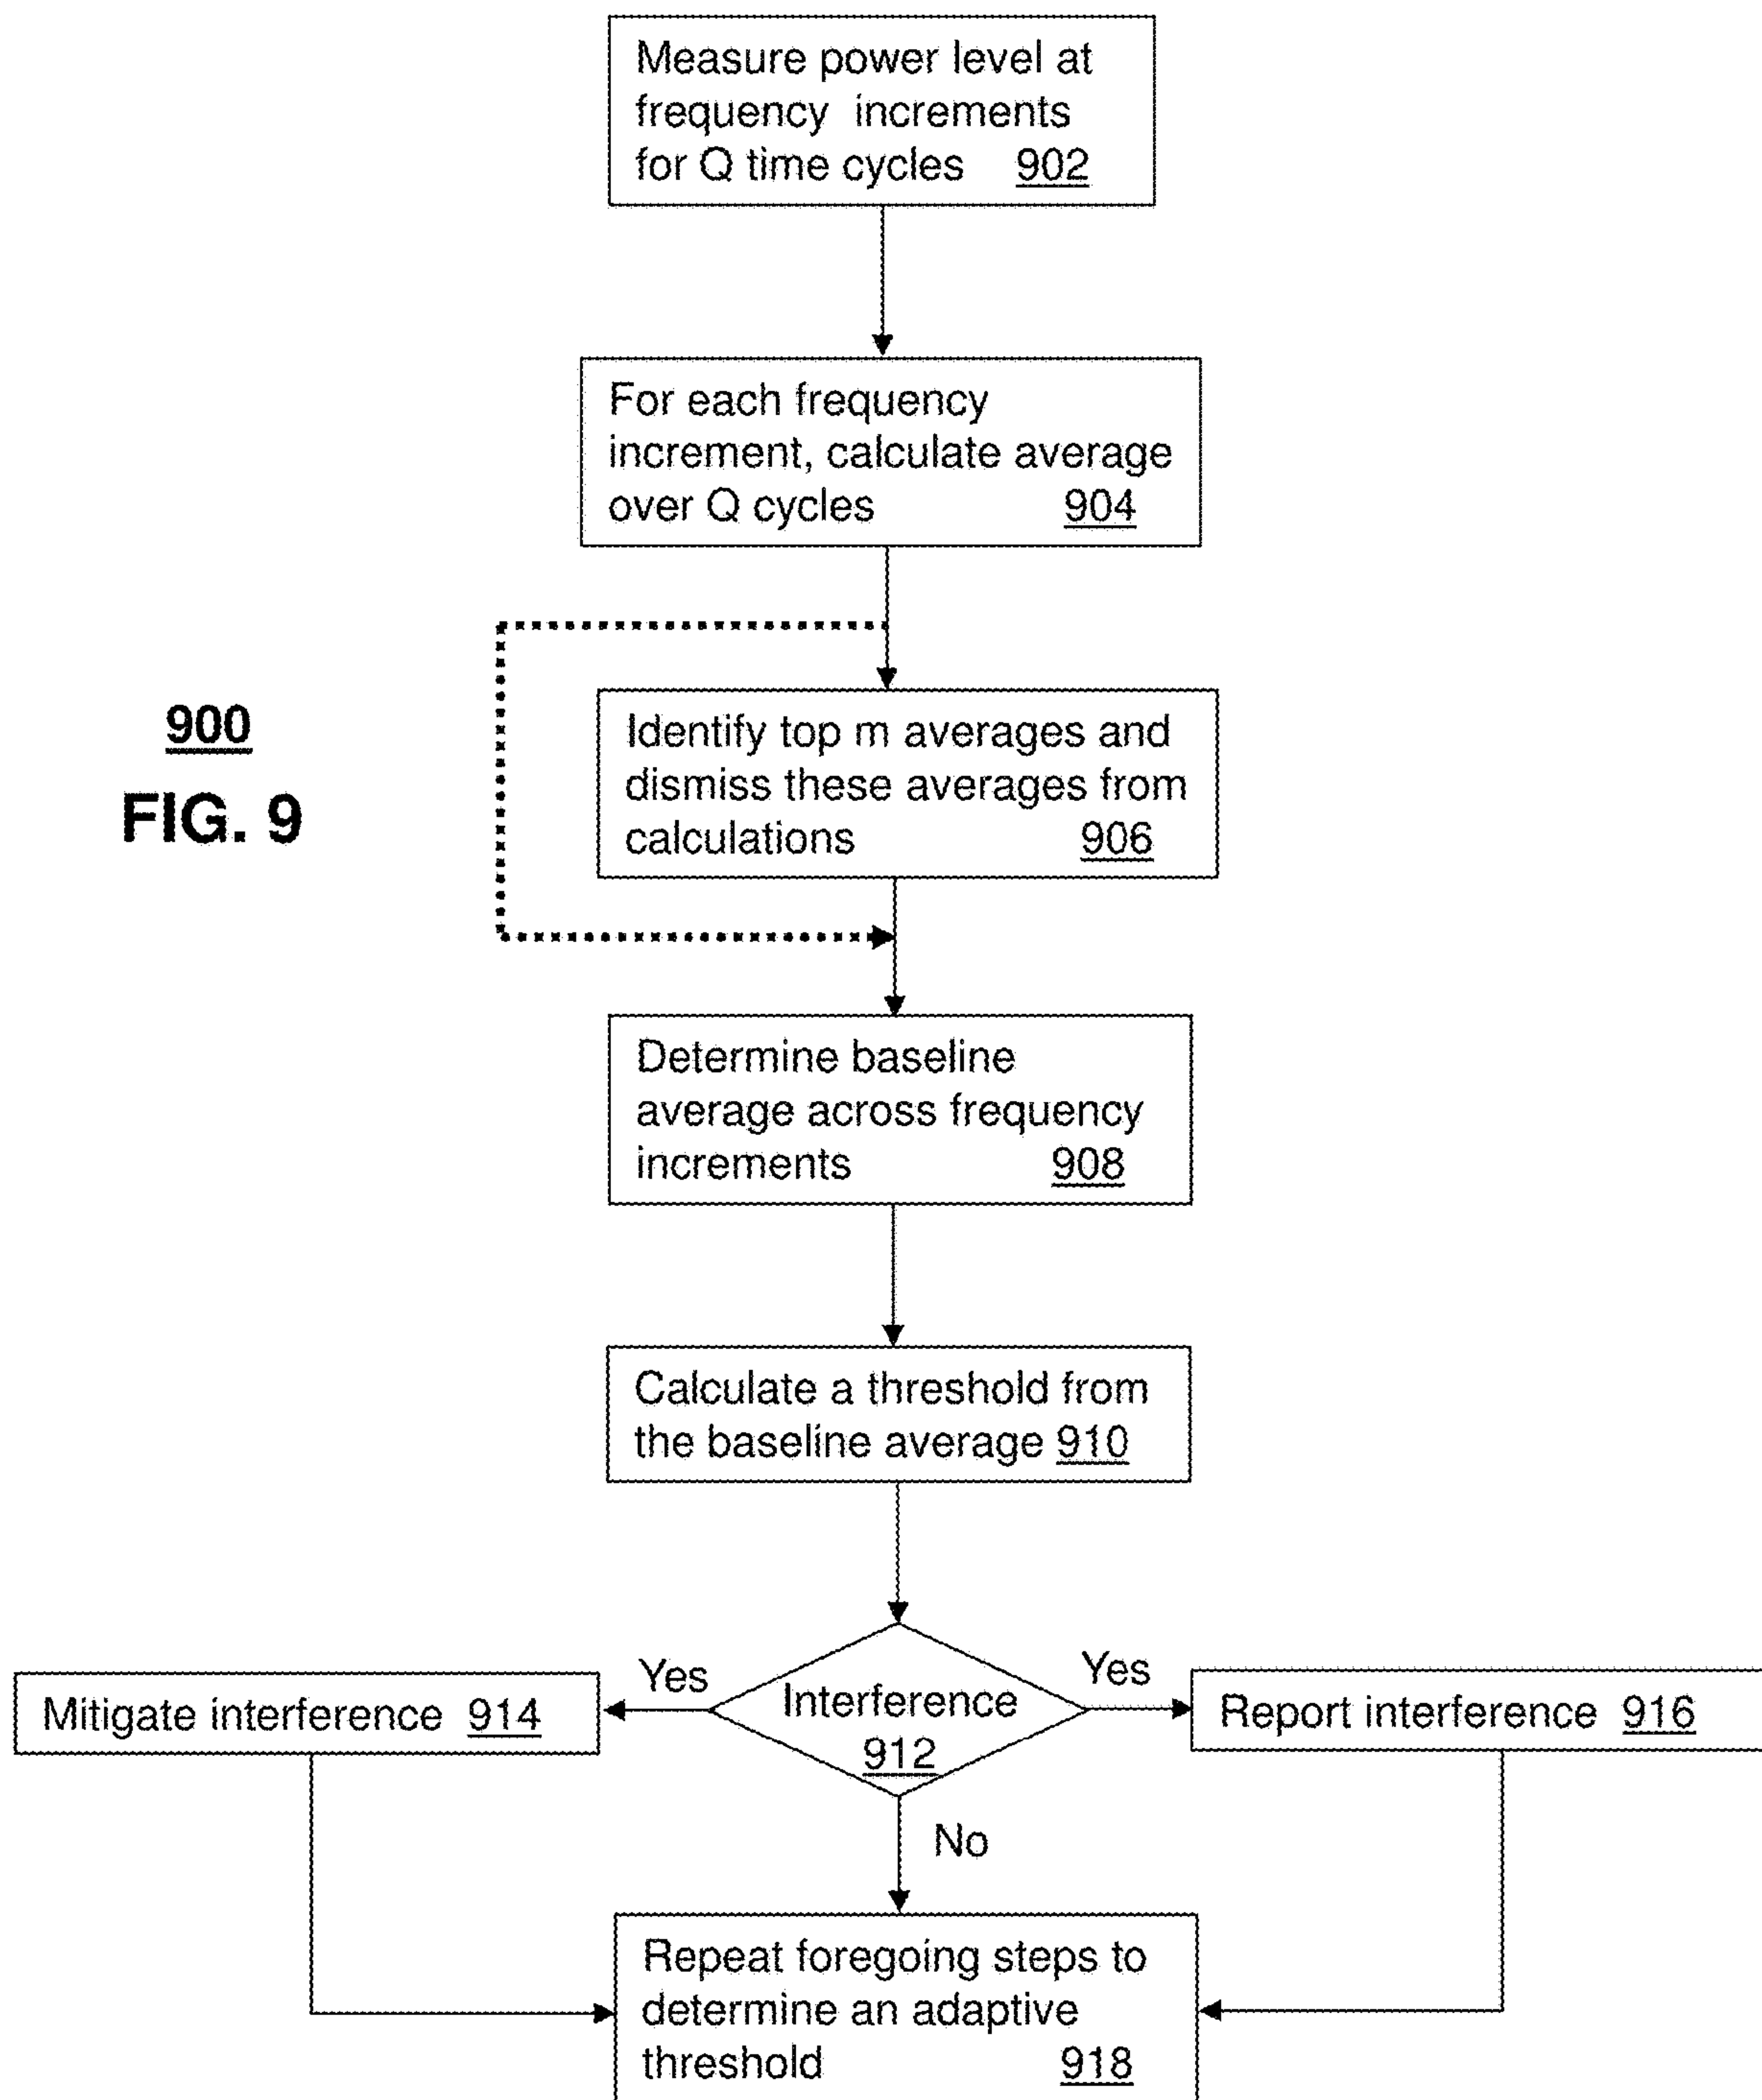 Measure power level at
frequency increments
for Q time cycles 902
For each frequency
increment, calculate average
over Q cycles 904
900
FIG. 9
Identify top m averages and
dismiss these averages from
calculations 906
Determine baseline
average across frequency
increments 908
Calculate a threshold from
the baseline average 910
Yes
Yes
Mitigate interference 914
Interference
912
Report interference 916
No
Repeat foregoing steps to
determine an adaptive
threshold 918